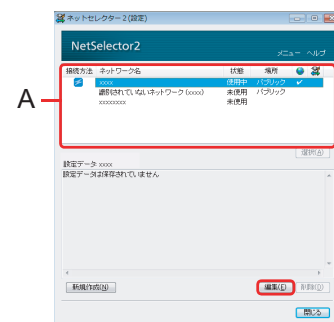 ネットセレクター2(設定)
NetSelector2
メニュー ヘルプ
接続方法 ネットワーク名 状態 場所
A
xxxx 使用中 パブリック
識別されていないネットワーク (xxxx) 未使用 パブリック
xxxxxxxx 未使用
選択(A)
設定データ: xxxx
設定データは保存されていません
新規作成(N) 編集(E) 削除(D)
閉じる